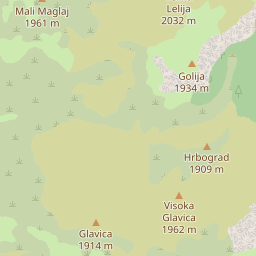 Mali Maglaj
1961 m
Lelija
2032 m
Golija
1934 m
Hrbograd
1909 m
Visoka
Glavica
1962 m
Glavica
1914 m